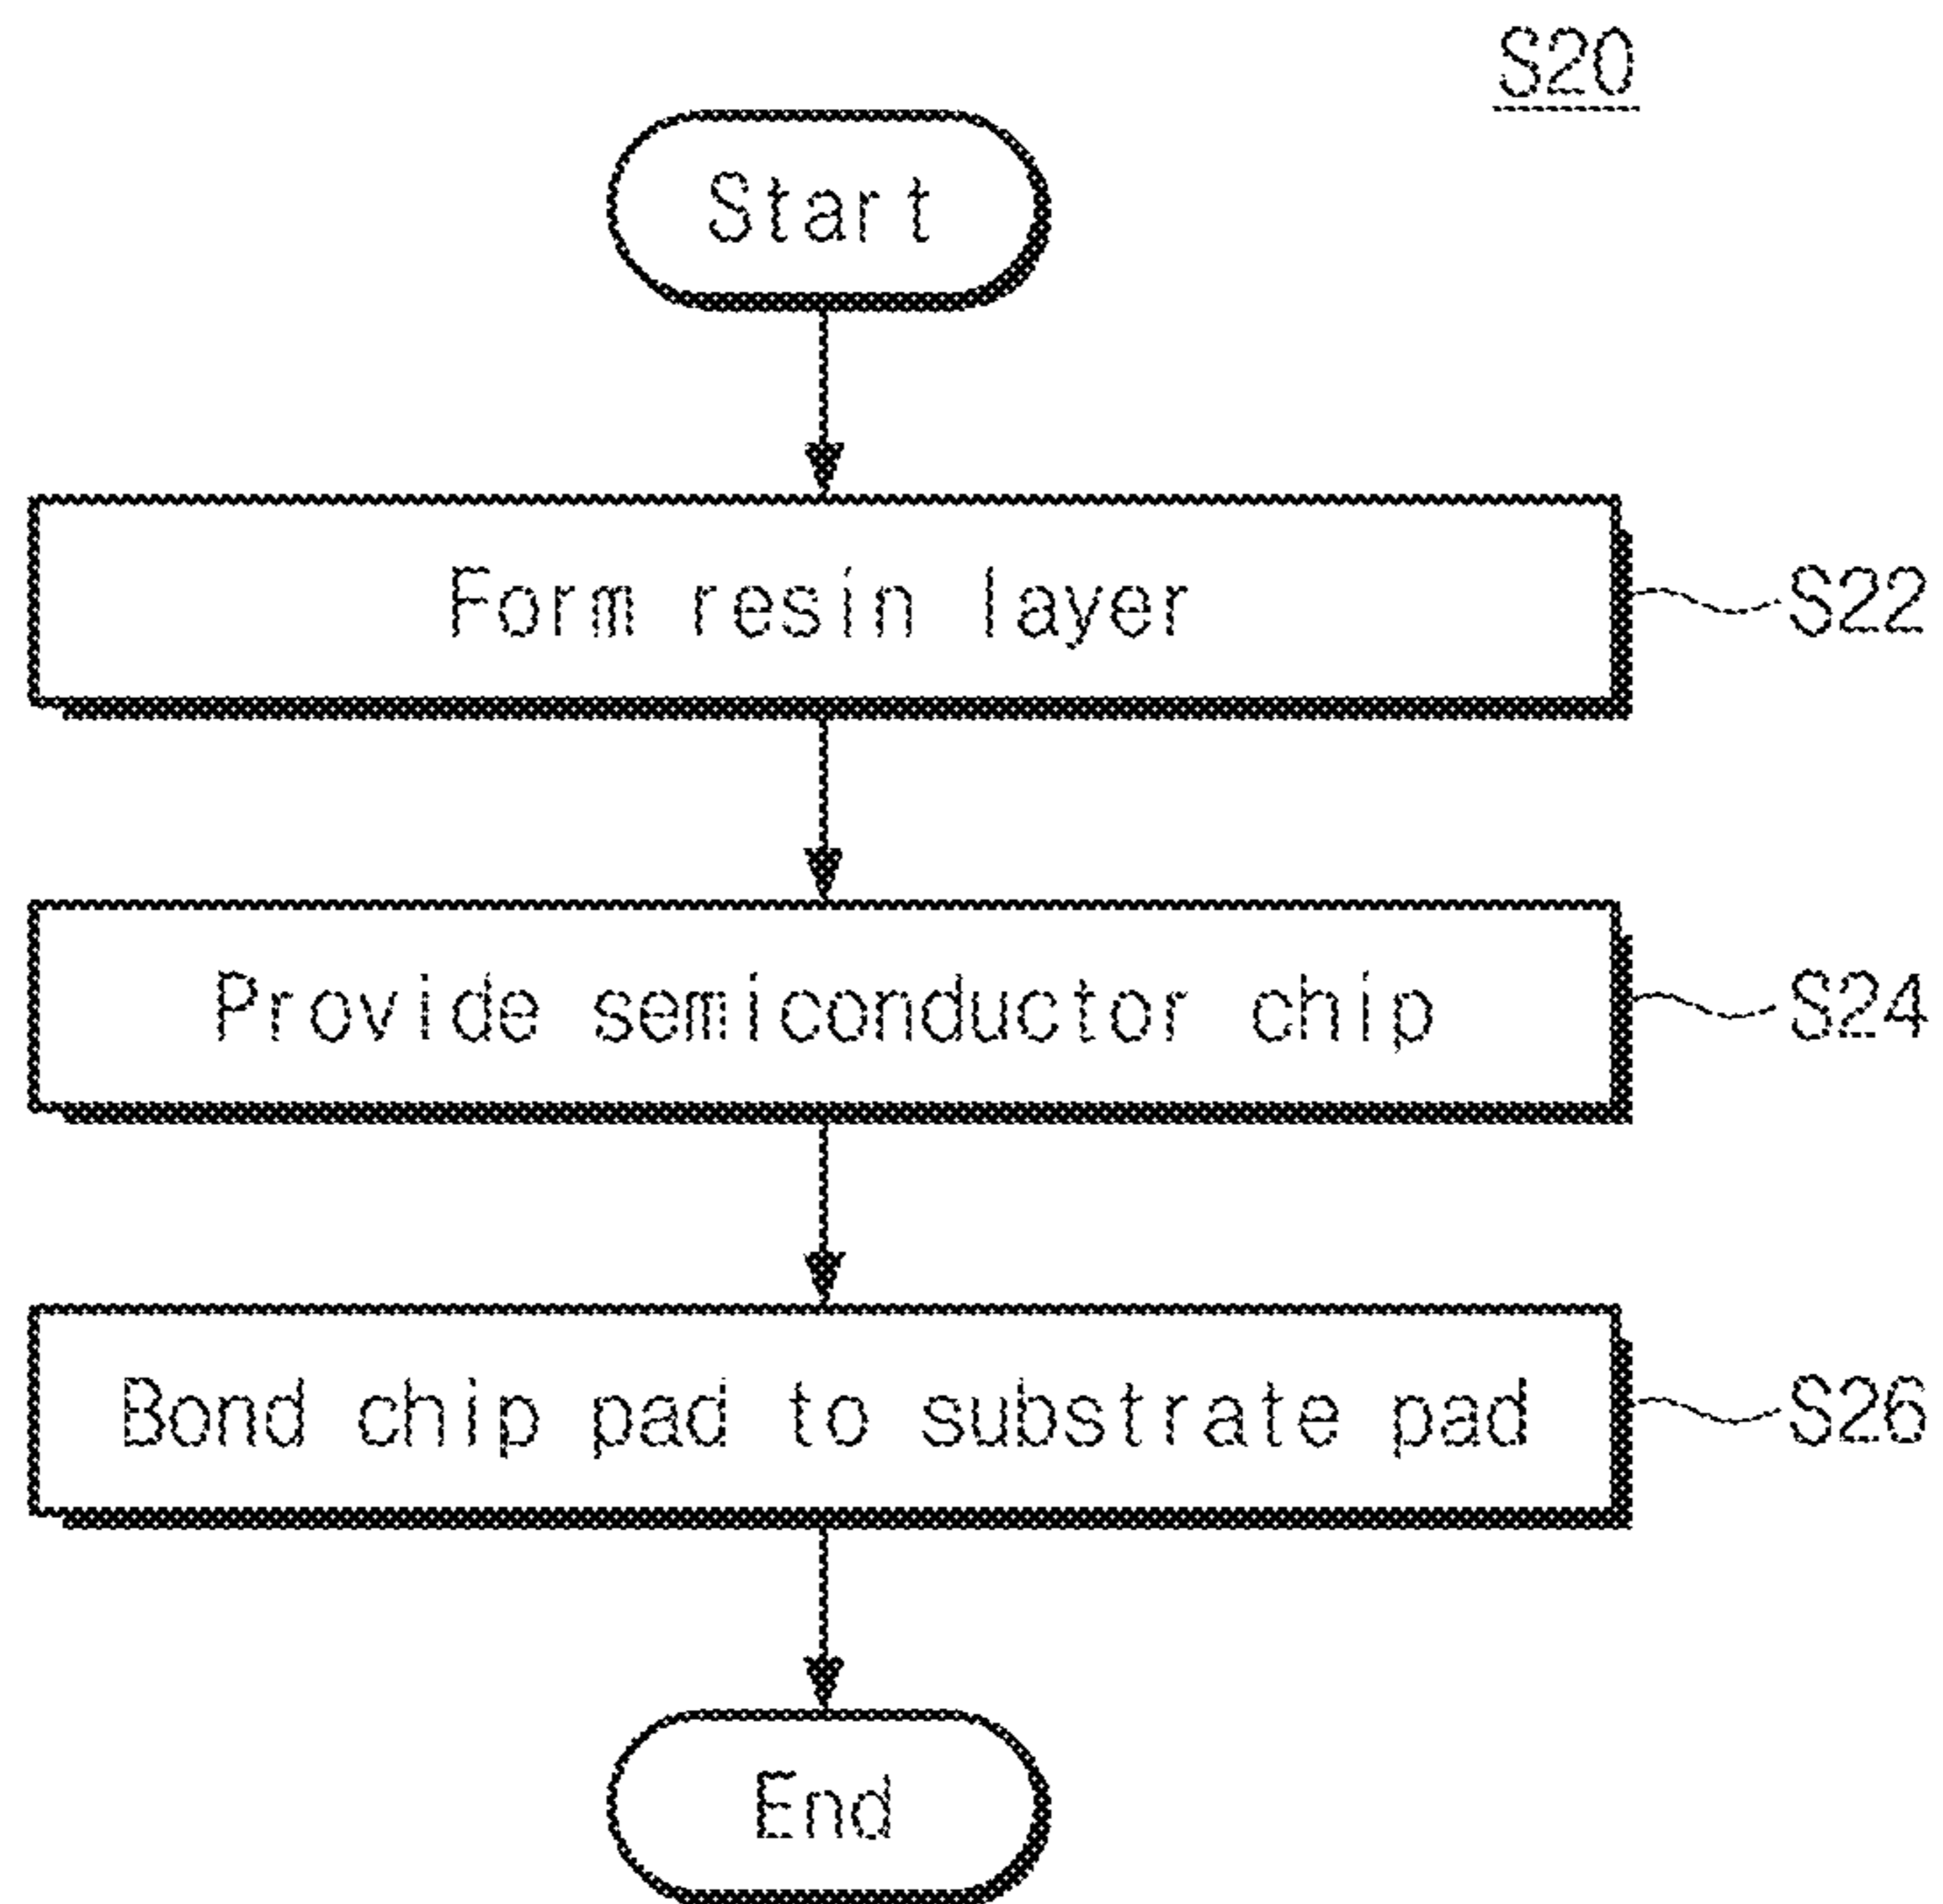 S20
Start
Form resin layer
S22
Provide semiconductor chip
S24
Bond chip pad to substrate pad
S26
End